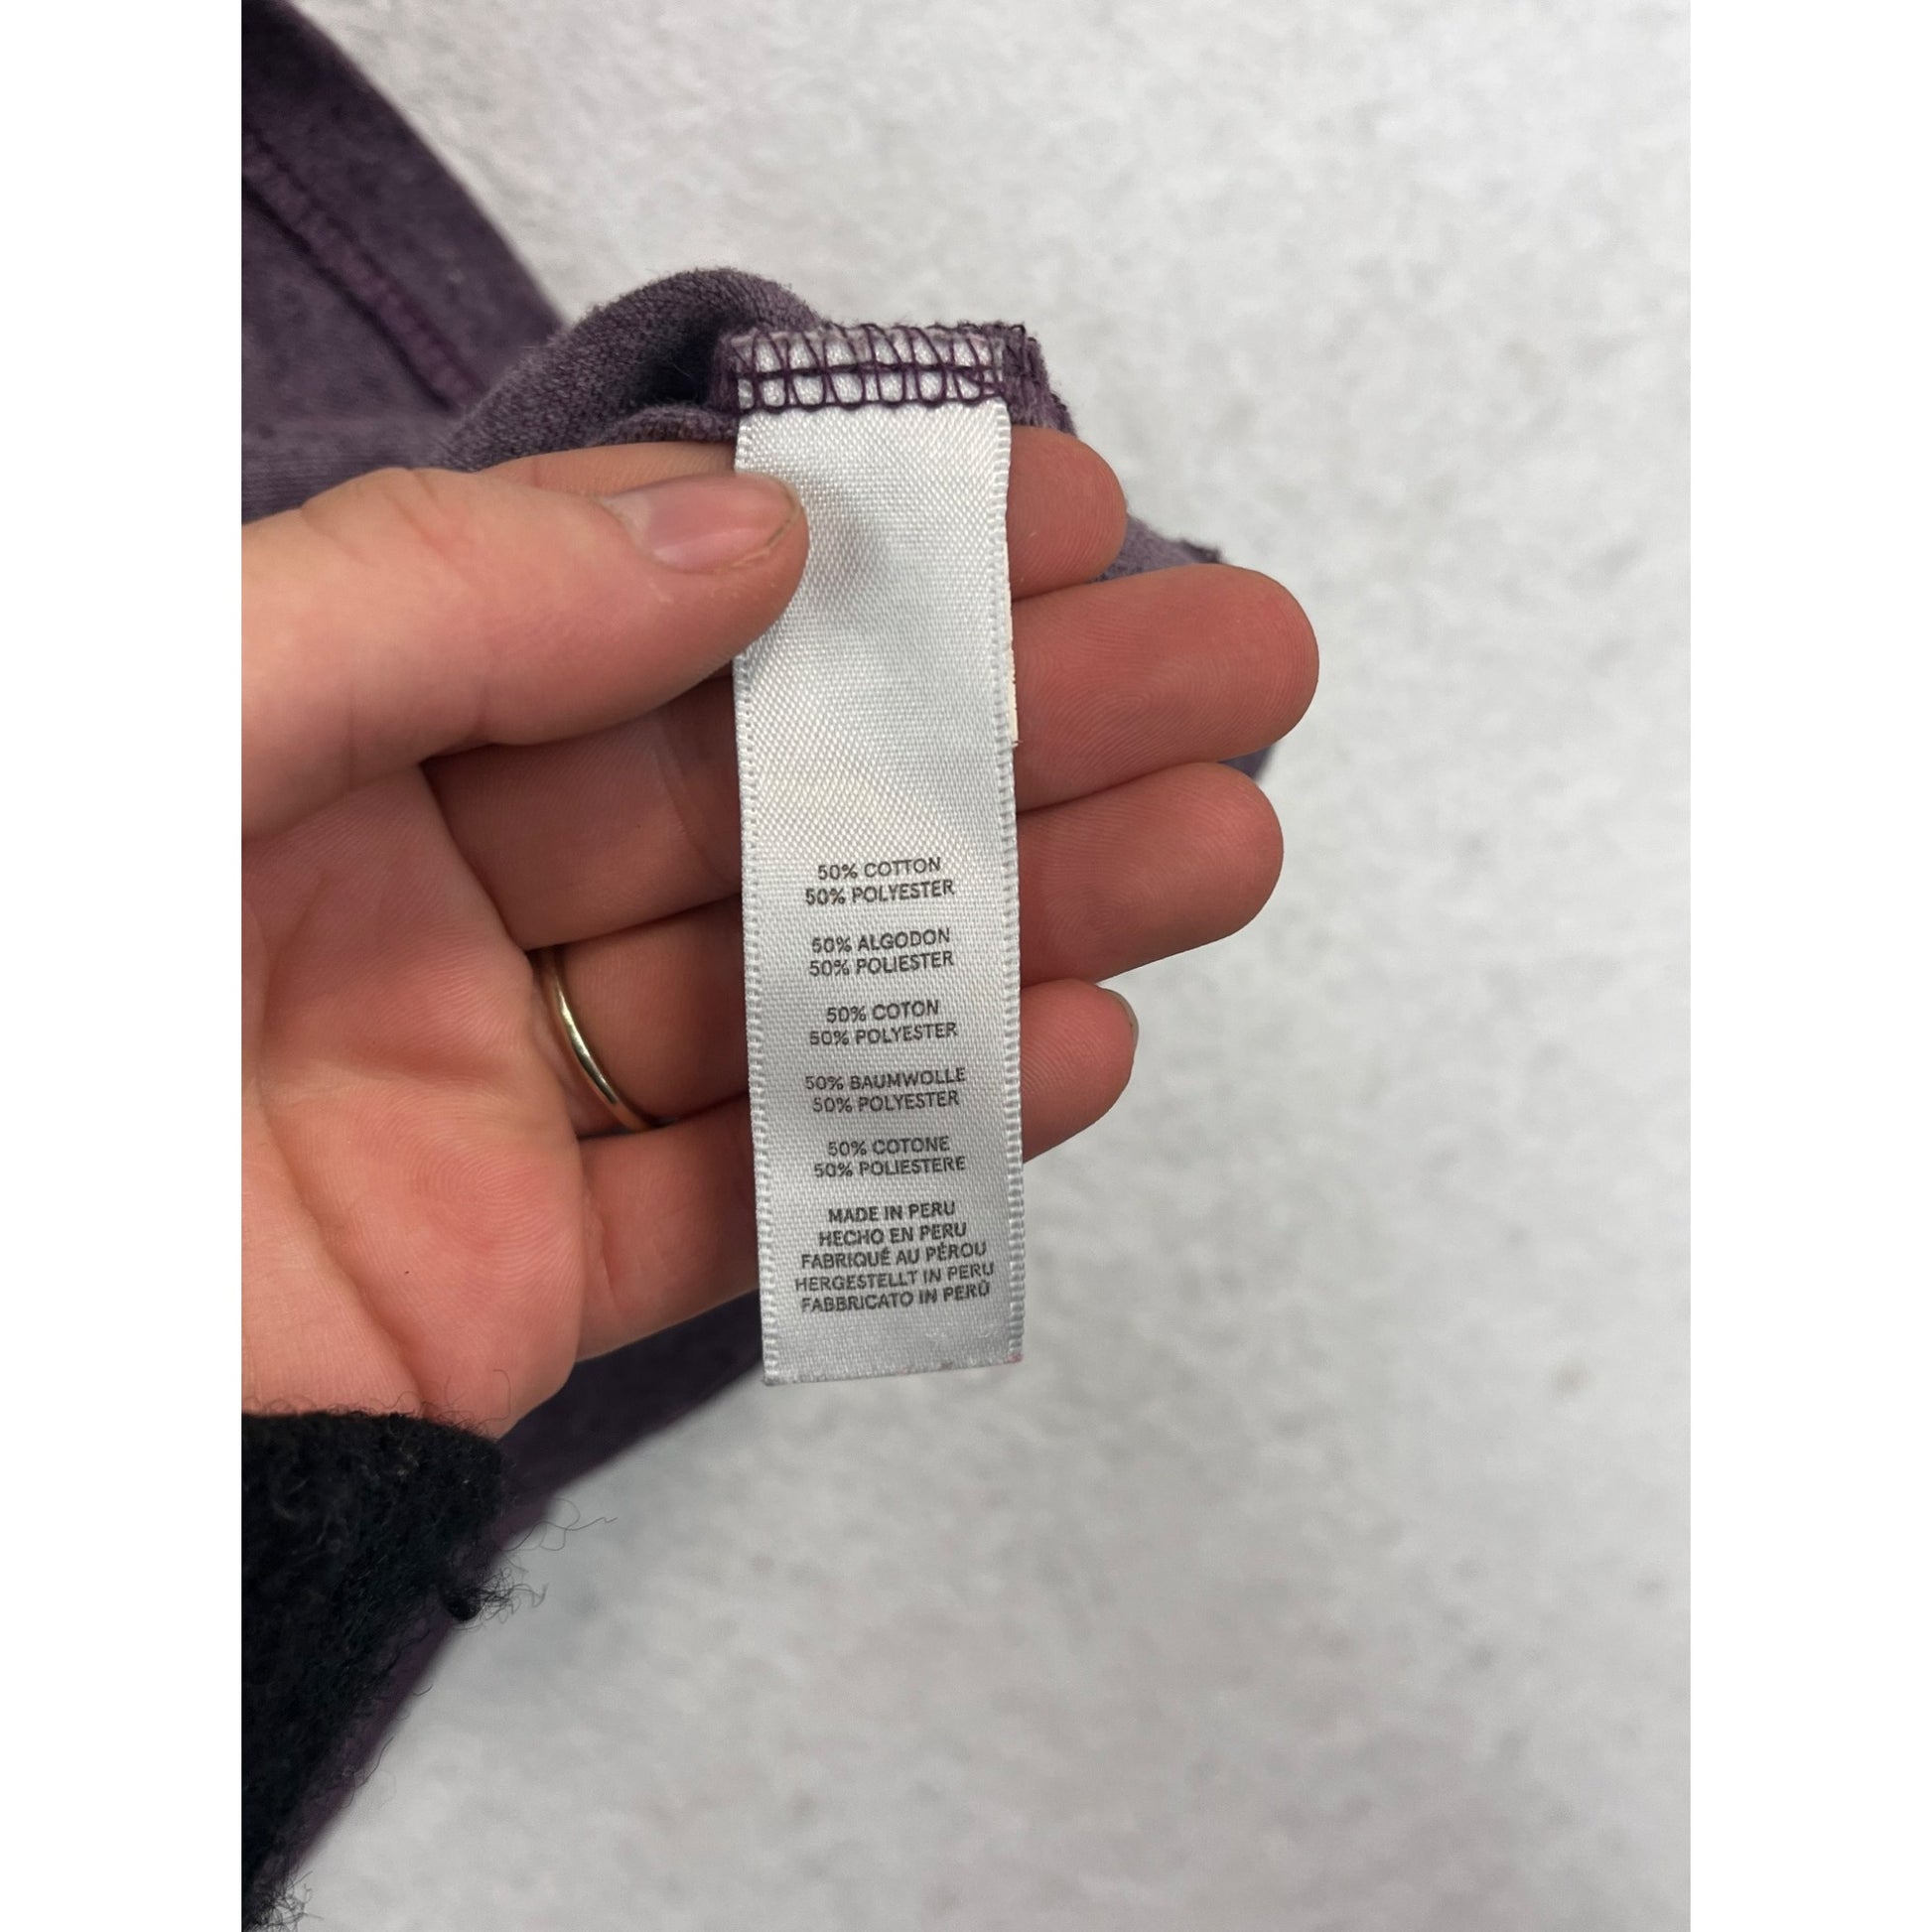 50% COTTON
50% POLYESTER
50% ALGODON
50% POLIESTER
50% COTON
50% POLYESTER
50% BAUMWOLLE
50% POLYESTER
50% COTONE
50% POLIESTERE
MADE IN PERU
HECHO EN PERU
FABRIQUÉ AU PÉROU
HERGESTELLT IN PERU
FABBRICATO IN PERÙ